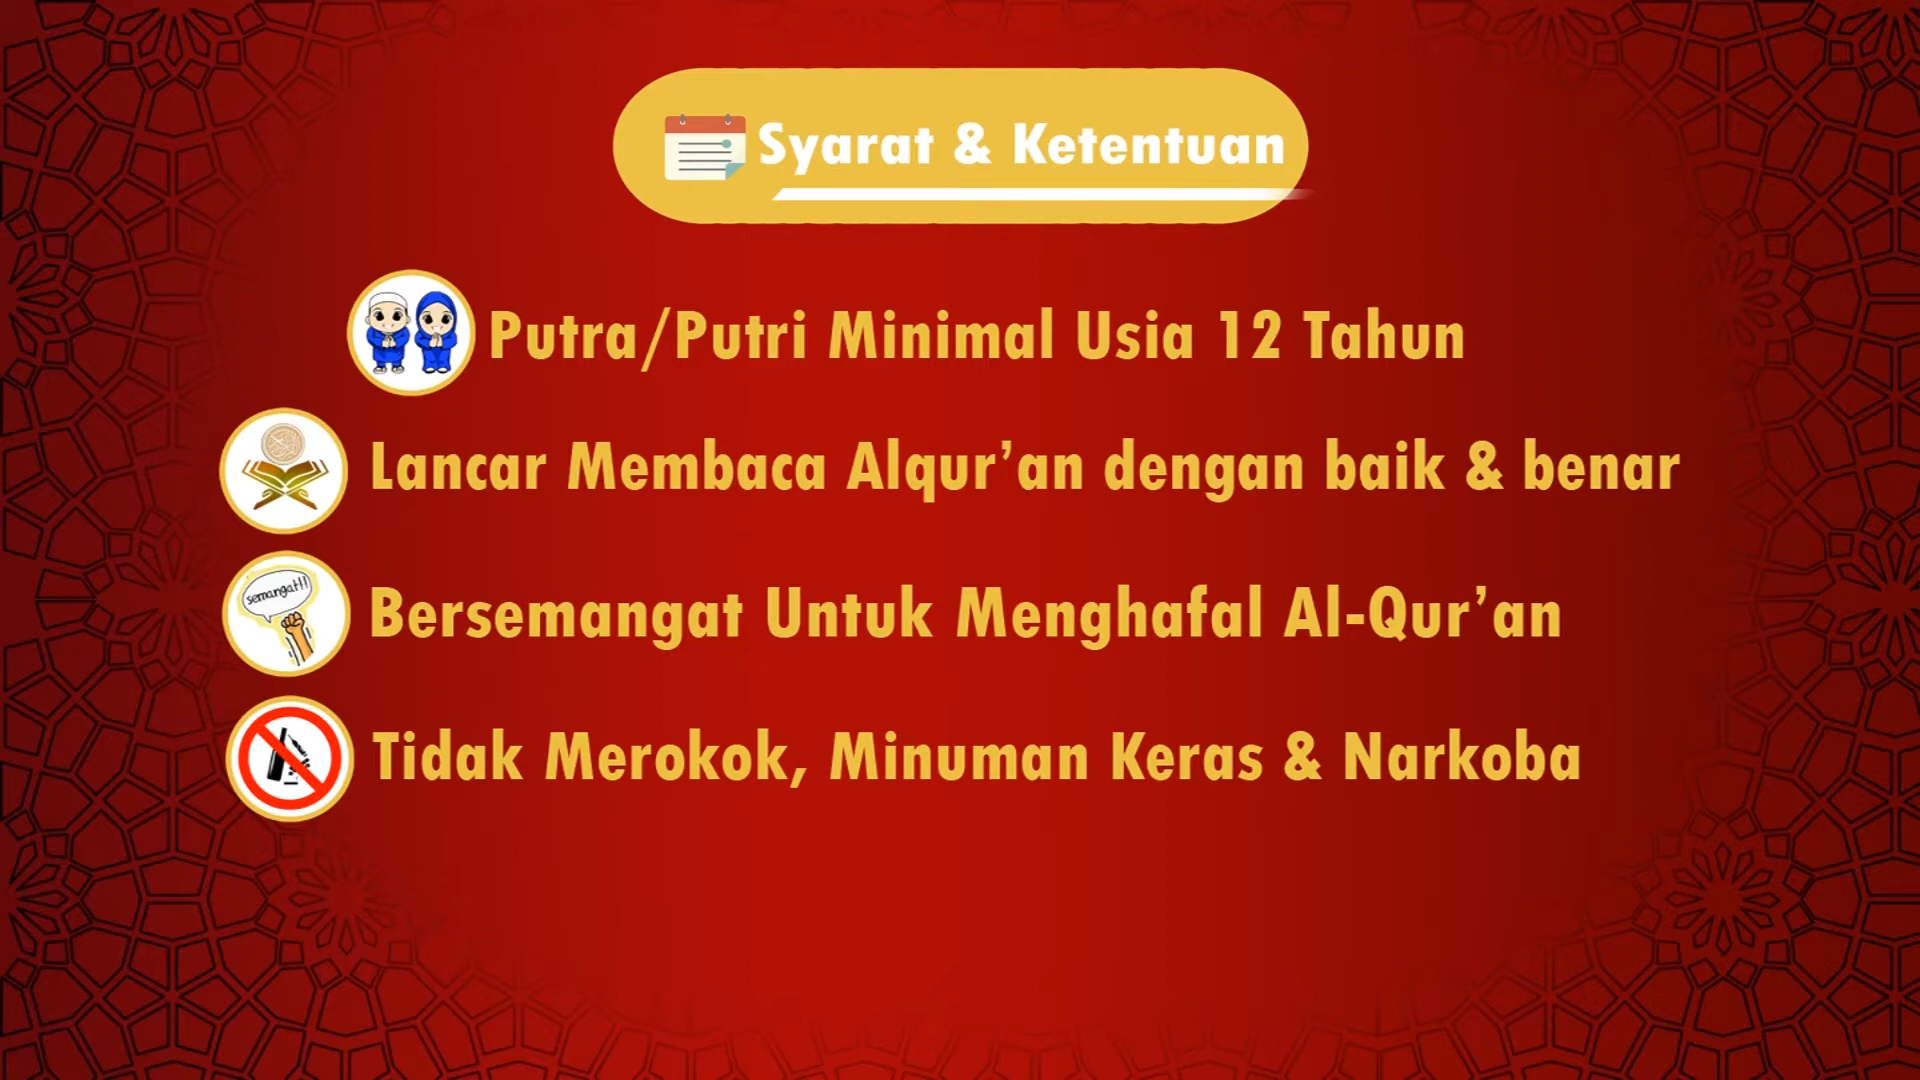 Syarat & Ketentuan
Putra/Putri Minimal Usia 12 Tahun
Lancar Membaca Alqur’an dengan baik & benar
semangat!!
Bersemangat Untuk Menghafal Al-Qur’an
Tidak Merokok, Minuman Keras & Narkoba